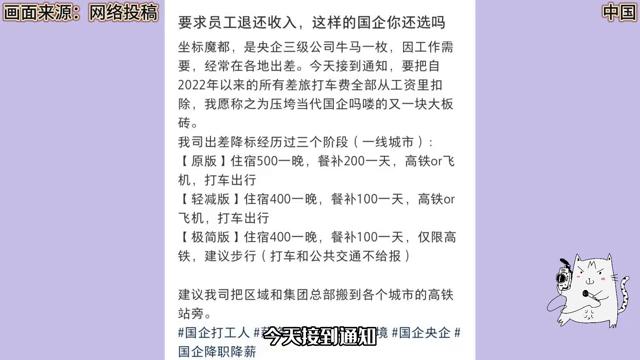 画面来源：网络投稿
中国
要求员工退还收入，这样的国企你还选吗
坐标魔都，是央企三级公司牛马一枚，因工作需
要，经常在各地出差。今天接到通知，要把自
2022年以来的所有差旅打车费全部从工资里扣
除，我愿称之为压垮当代国企吗喽的又一块大板
砖。
我司出差降标经历过三个阶段（一线城市）：
【原版】住宿500一晚，餐补200一天，高铁or飞
机，打车出行
【轻减版】住宿400一晚，餐补100一天，高铁or
飞机，打车出行
【极简版】住宿400一晚，餐补100一天，仅限高
铁，建议步行（打车和公共交通不给报）
建议我司把区域和集团总部搬到各个城市的高铁
站旁。
#国企打工人 #
境 #国企央企 #
国企降职降薪
今天接到通知